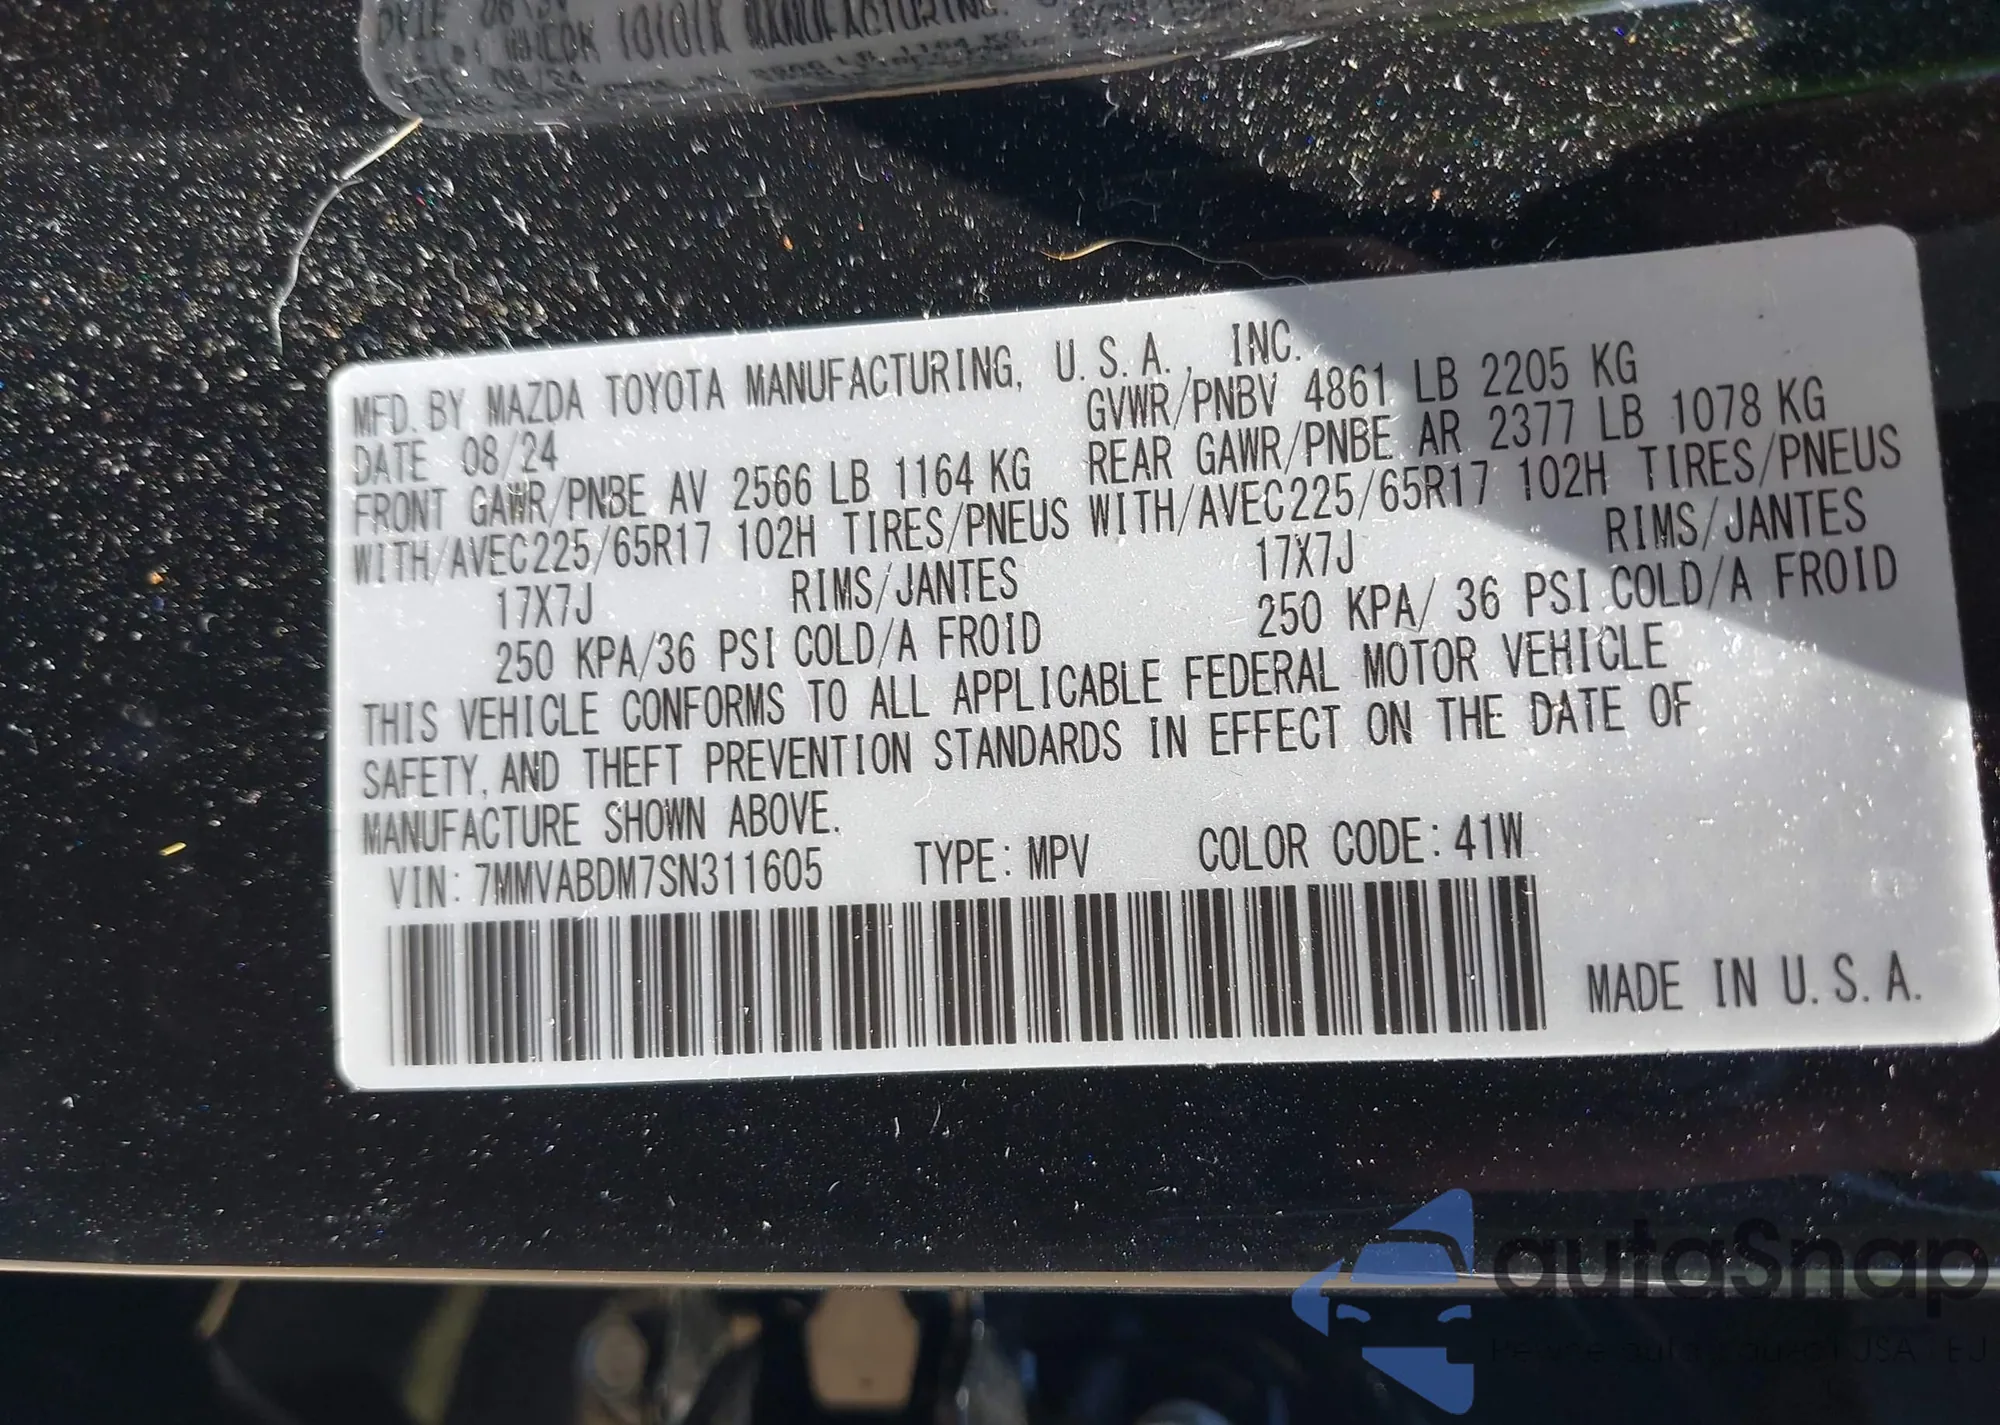 MFD. BY MAZDA TOYOTA MANUFACTURING, U.S.A., INC.
DATE 08/24 GVWR/PNBV 4861 LB 2205 KG
FRONT GAWR/PNBE AV 2566 LB 1164 KG REAR GAWR/PNBE AR 2377 LB 1078 KG
WITH/AVEC225/65R17 102H TIRES/PNEUS WITH/AVEC225/65R17 102H TIRES/PNEUS
17X7J RIMS/JANTES 17X7J RIMS/JANTES
250 KPA/36 PSI COLD/A FROID 250 KPA/ 36 PSI COLD/A FROID
THIS VEHICLE CONFORMS TO ALL APPLICABLE FEDERAL MOTOR VEHICLE
SAFETY, AND THEFT PREVENTION STANDARDS IN EFFECT ON THE DATE OF
MANUFACTURE SHOWN ABOVE.
VIN: 7MMVABDM7SN311605 TYPE: MPV COLOR CODE: 41W
MADE IN U.S.A.
autaSnap